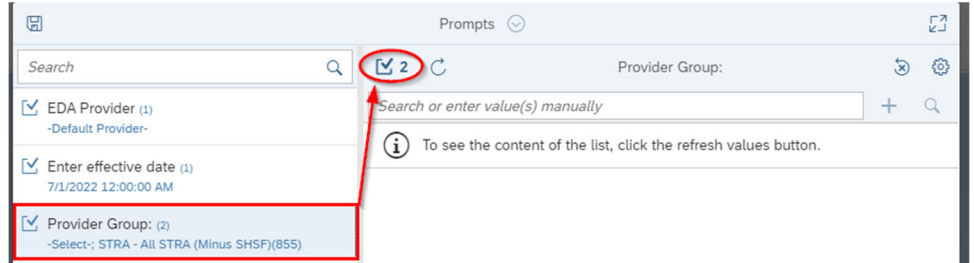 Prompts
Search
2
Provider Group:
EDA Provider (1)
-Default Provider-
Search or enter value(s) manually
To see the content of the list, click the refresh values button.
Enter effective date (1)
7/1/2022 12:00:00 AM
Provider Group: (2)
-Select-; STRA - All STRA (Minus SHSF)(855)